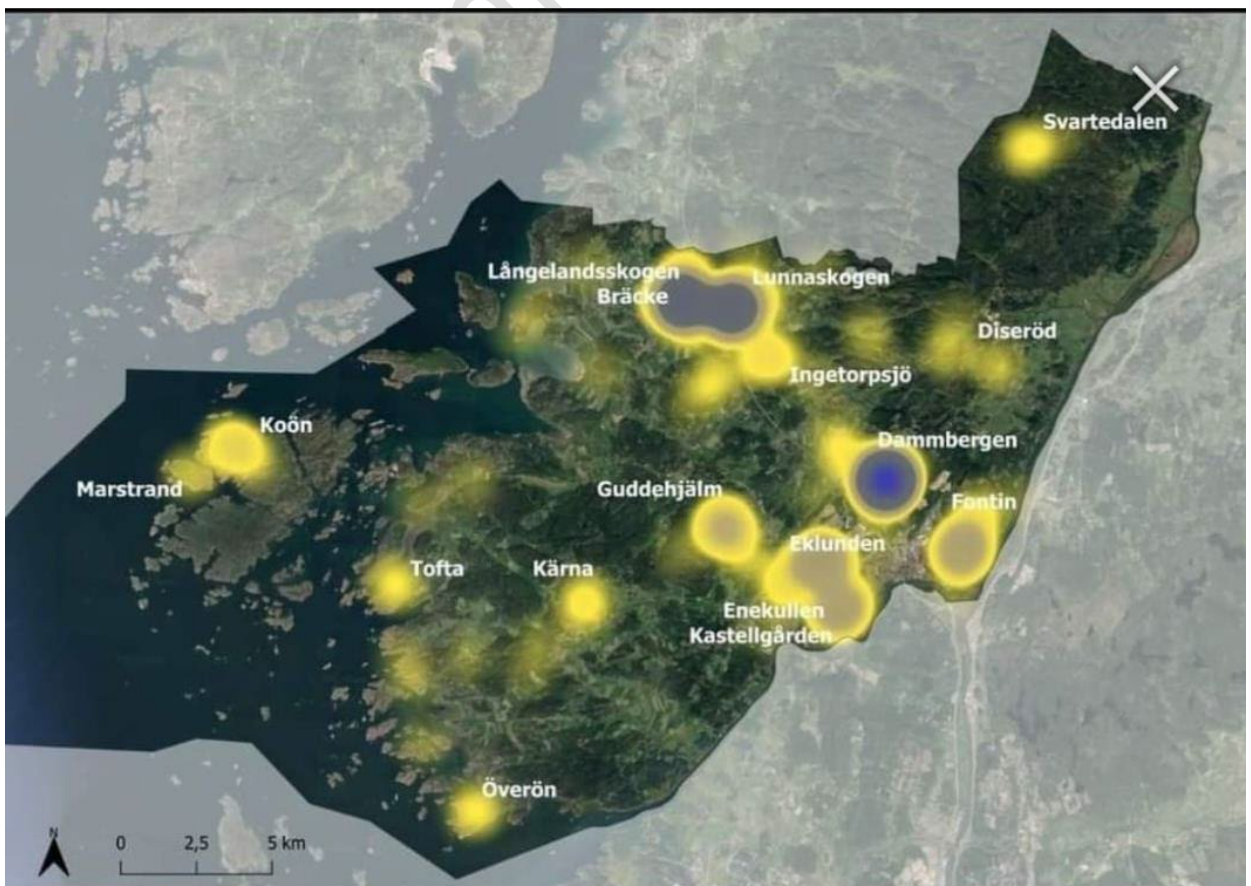 Svartedalen
Långelandsskogen
Lunnaskogen
Bräcke
Diseröd
Ingetorpsjö
Koön
Dammbergen
Marstrand
Guddehjälm
Fontin
Eklunden
Tofta
Kärna
Enekullen
Kastellgården
Överön
N
0 2,5 5 km